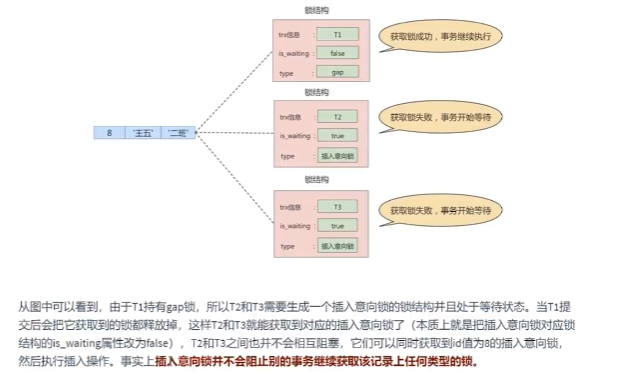 锁结构
trx信息 : T1
is_waiting : false
type : gap
获取锁成功，事务继续执行
锁结构
trx信息 : T2
is_waiting : true
type : 插入意向锁
获取锁失败，事务开始等待
8 '王五' '二班'
锁结构
trx信息 : T3
is_waiting : true
type : 插入意向锁
获取锁失败，事务开始等待
从图中可以看到，由于T1持有gap锁，所以T2和T3需要生成一个插入意向锁的锁结构并且处于等待状态。当T1提
交后会把它获取到的锁都释放掉，这样T2和T3就能获取到对应的插入意向锁了（本质上就是把插入意向锁对应锁
结构的is_waiting属性改为false），T2和T3之间也并不会相互阻塞，它们可以同时获取到id值为8的插入意向锁，
然后执行插入操作。事实上插入意向锁并不会阻止别的事务继续获取该记录上任何类型的锁。